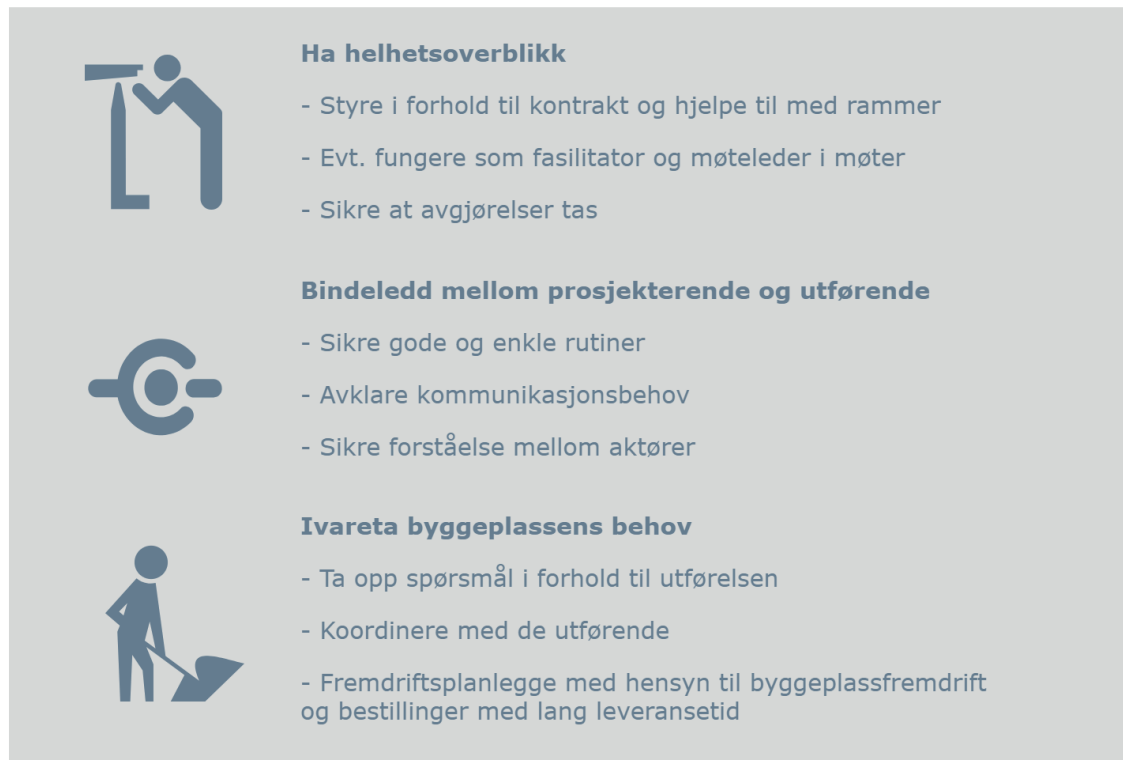 Ha helhetsoverblikk
- Styre i forhold til kontrakt og hjelpe til med rammer
- Evt. fungere som fasilitator og møteleder i møter
- Sikre at avgjørelser tas
Bindeledd mellom prosjekterende og utførende
- Sikre gode og enkle rutiner
- Avklare kommunikasjonsbehov
- Sikre forståelse mellom aktører
Ivareta byggeplassens behov
- Ta opp spørsmål i forhold til utførelsen
- Koordinere med de utførende
- Fremdriftsplanlegge med hensyn til byggeplassfremdrift
og bestillinger med lang leveransetid